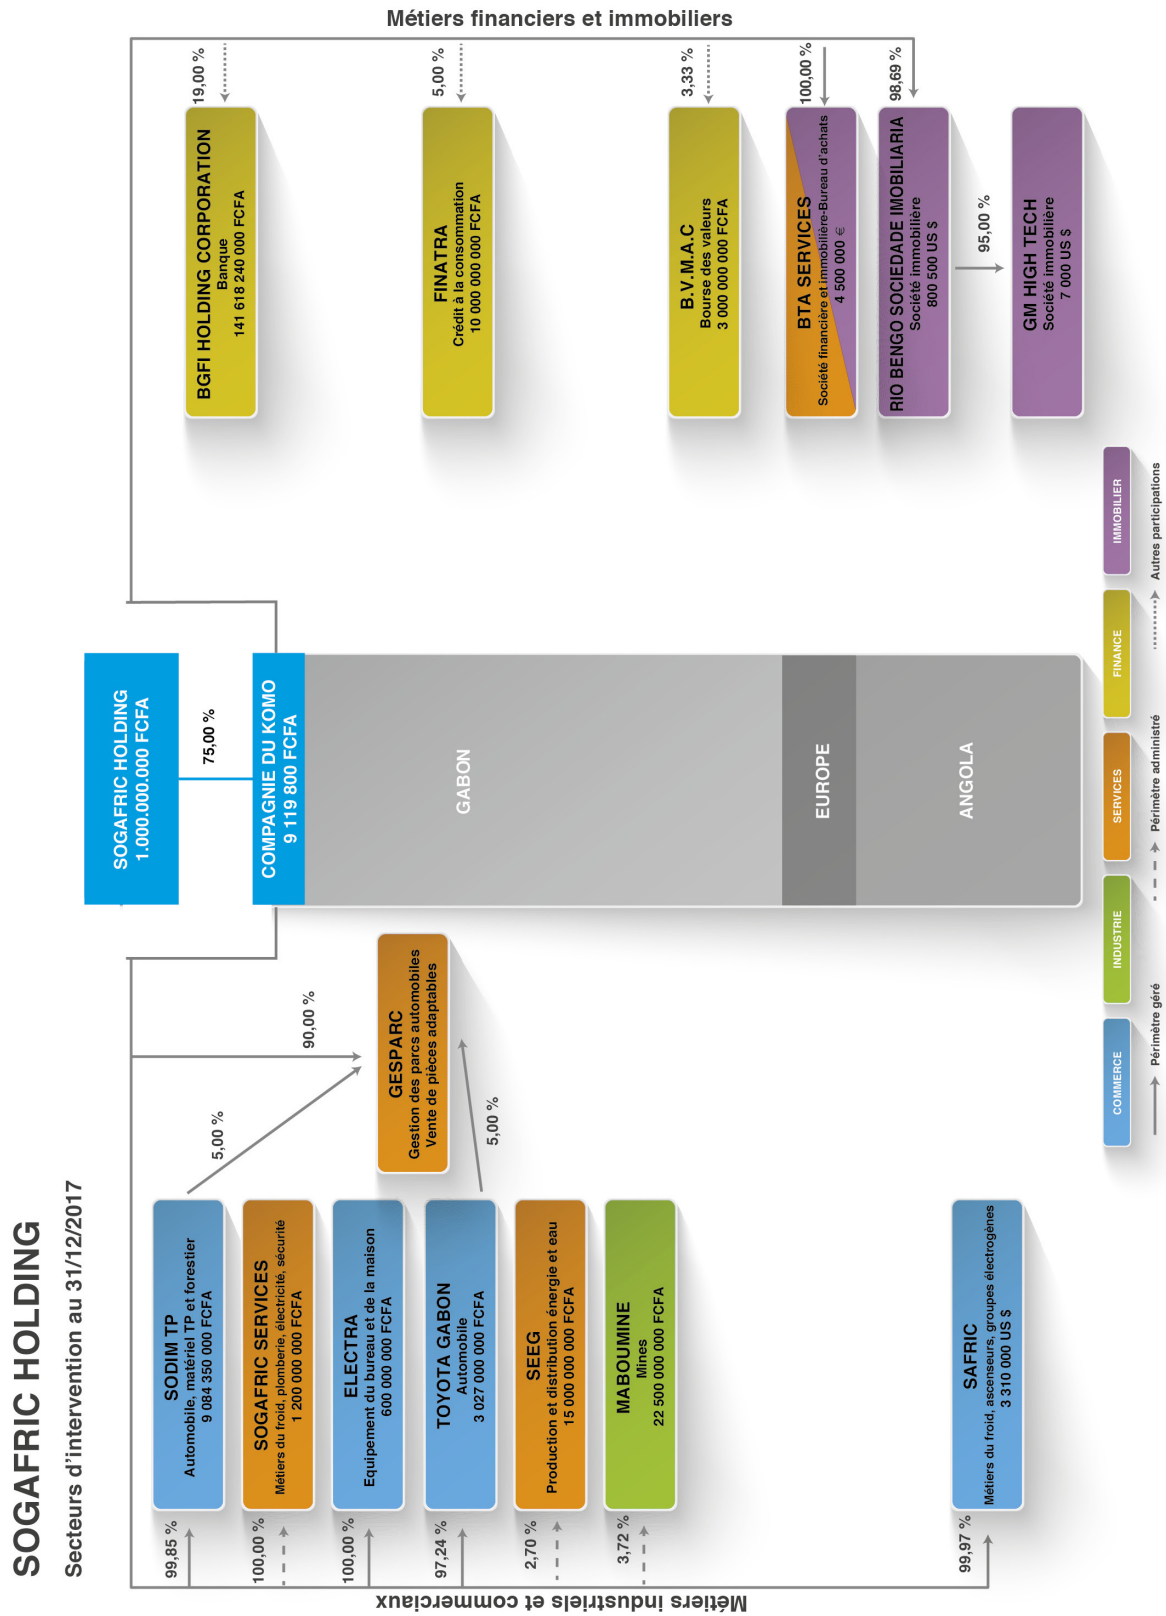 SOGAFRIC HOLDING
Secteurs d’intervention au 31/12/2017
SOGAFRIC HOLDING
1.000.000.000 FCFA
75,00 %
COMPAGNIE DU KOMO
9 119 800 FCFA
GABON
EUROPE
ANGOLA
Métiers industriels et commerciaux
99,85 %
SODIM TP
Automobile, matériel TP et forestier
9 084 350 000 FCFA
5,00 %
90,00 %
100,00 %
SOGAFRIC SERVICES
Métiers du froid, plomberie, électricité, sécurité
1 200 000 000 FCFA
100,00 %
ELECTRA
Equipement du bureau et de la maison
600 000 000 FCFA
GESPARC
Gestion des parcs automobiles
Vente de pièces adaptables
97,24 %
TOYOTA GABON
Automobile
3 027 000 000 FCFA
5,00 %
2,70 %
SEEG
Production et distribution énergie et eau
15 000 000 000 FCFA
3,72 %
MABOUMINE
Mines
22 500 000 000 FCFA
99,97 %
SAFRIC
Métiers du froid, ascenseurs, groupes électrogènes
3 310 000 US $
Métiers financiers et immobiliers
19,00 %
BGFI HOLDING CORPORATION
Banque
141 618 240 000 FCFA
5,00 %
FINATRA
Crédit à la consommation
10 000 000 000 FCFA
3,33 %
B.V.M.A.C
Bourse des valeurs
3 000 000 000 FCFA
100,00 %
BTA SERVICES
Société financière et immobilière-Bureau d’achats
4 500 000 €
98,69 %
RIO BENGO SOCIEDADE IMOBILIARIA
Société immobilière
800 500 US $
95,00 %
GM HIGH TECH
Société immobilière
7 000 US $
COMMERCE
INDUSTRIE
SERVICES
FINANCE
IMMOBILIER
Périmètre géré
Périmètre administré
Autres participations